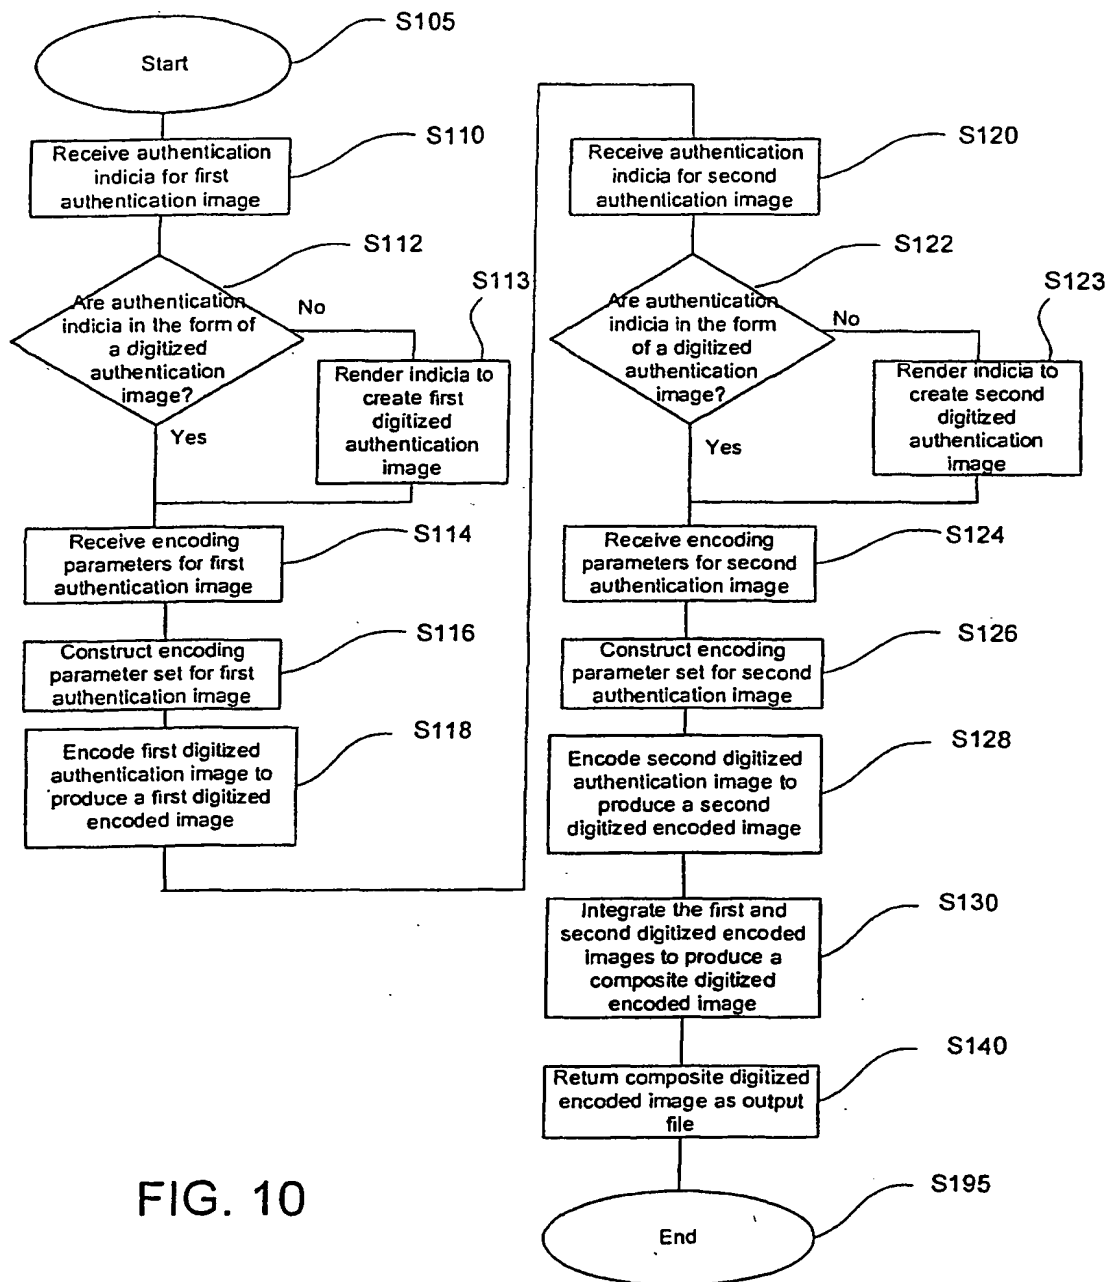 Start
S105
Receive authentication
indicia for first
authentication image
S110
S112
Are authentication
indicia in the form of
a digitized
authentication
image?
No
S113
Render indicia to
create first
digitized
authentication
image
Yes
Receive encoding
parameters for first
authentication image
S114
Construct encoding
parameter set for first
authentication image
S116
Encode first digitized
authentication image to
produce a first digitized
encoded image
S118
Receive authentication
indicia for second
authentication image
S120
S122
Are authentication
indicia in the form
of a digitized
authentication
image?
No
S123
Render indicia to
create second
digitized
authentication
image
Yes
Receive encoding
parameters for second
authentication image
S124
Construct encoding
parameter set for second
authentication image
S126
Encode second digitized
authentication image to
produce a second
digitized encoded image
S128
Integrate the first and
second digitized encoded
images to produce a
composite digitized
encoded image
S130
Return composite digitized
encoded image as output
file
S140
End
S195
FIG. 10